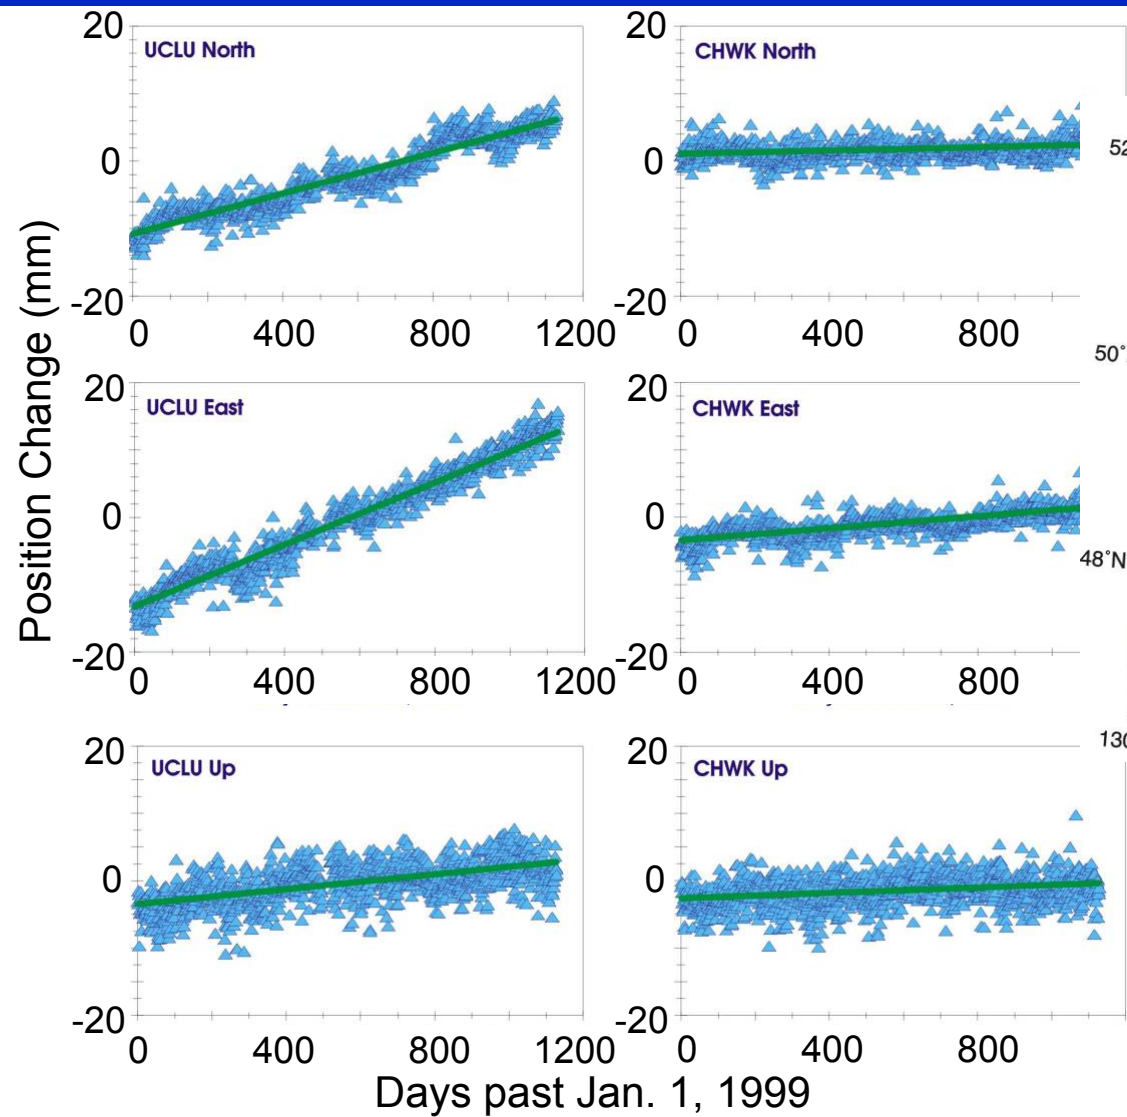 Position Change (mm)
20
UCLU North
0
-20
0 400 800 1200
20
CHWK North
0
-20
0 400 800
52
50°
20
UCLU East
0
-20
0 400 800 1200
20
CHWK East
0
-20
0 400 800
48°N
20
UCLU Up
0
-20
0 400 800 1200
20
CHWK Up
0
-20
0 400 800
130
Days past Jan. 1, 1999